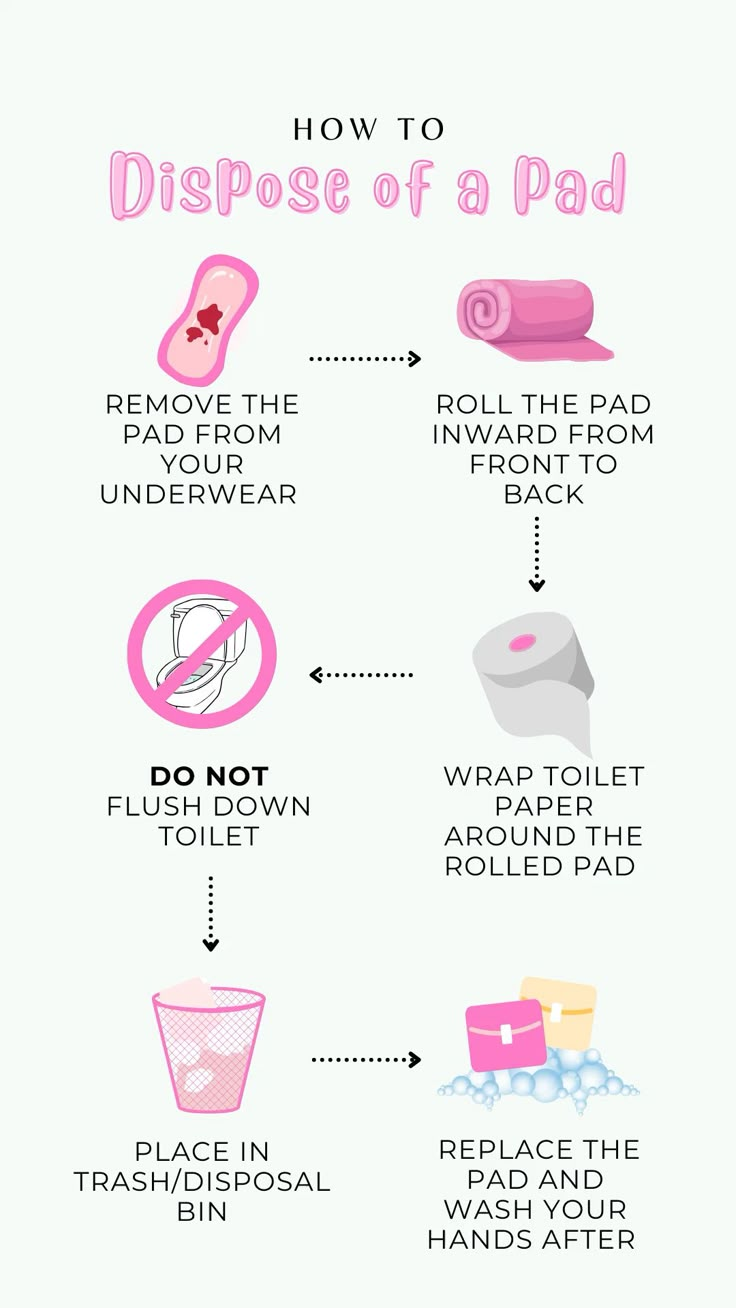 HOW TO
Dispose of a Pad
REMOVE THE
PAD FROM
YOUR
UNDERWEAR
ROLL THE PAD
INWARD FROM
FRONT TO
BACK
WRAP TOILET
PAPER
AROUND THE
ROLLED PAD
DO NOT
FLUSH DOWN
TOILET
PLACE IN
TRASH/DISPOSAL
BIN
REPLACE THE
PAD AND
WASH YOUR
HANDS AFTER